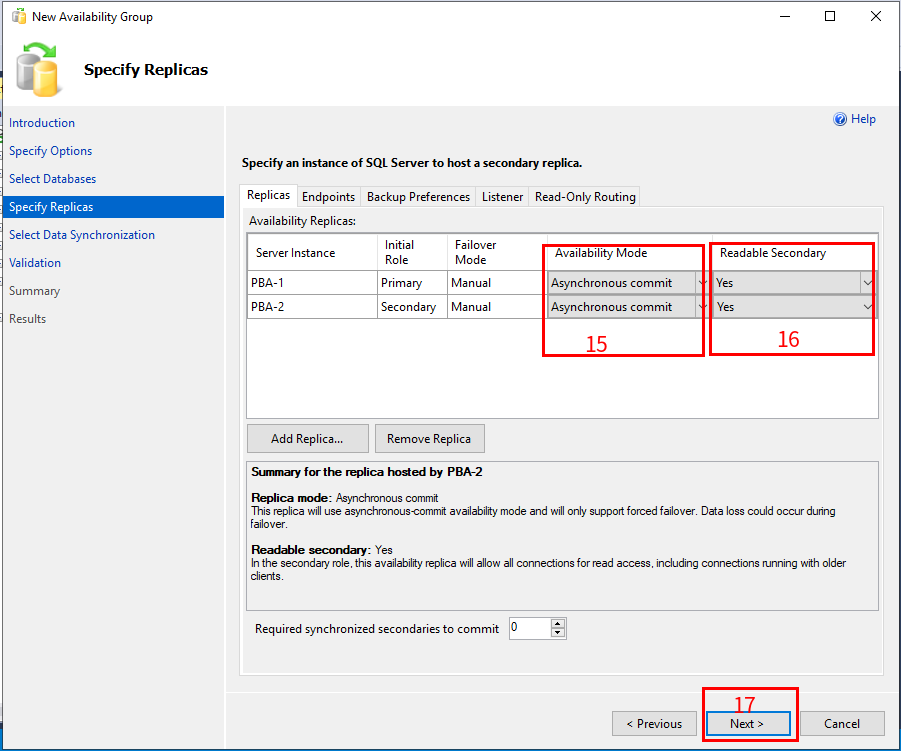 New Availability Group
Specify Replicas
Introduction
Specify Options
Select Databases
Specify Replicas
Select Data Synchronization
Validation
Summary
Results
Help
Specify an instance of SQL Server to host a secondary replica.
Replicas Endpoints Backup Preferences Listener Read-Only Routing
Availability Replicas:
Server Instance Initial Role Failover Mode Availability Mode Readable Secondary
PBA-1 Primary Manual Asynchronous commit Yes
PBA-2 Secondary Manual Asynchronous commit Yes
15 16
Add Replica... Remove Replica
Summary for the replica hosted by PBA-2
Replica mode: Asynchronous commit
This replica will use asynchronous-commit availability mode and will only support forced failover. Data loss could occur during
failover.
Readable secondary: Yes
In the secondary role, this availability replica will allow all connections for read access, including connections running with older
clients.
Required synchronized secondaries to commit 0
17
< Previous Next > Cancel